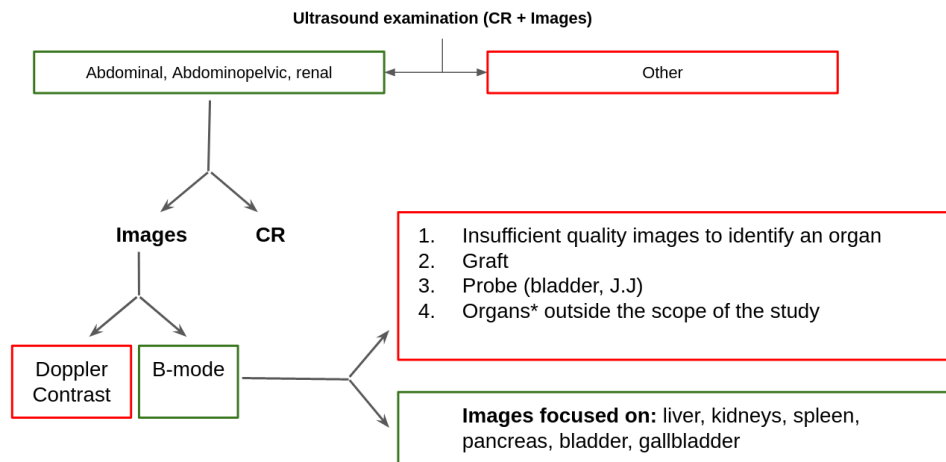 Ultrasound examination (CR + Images)
Abdominal, Abdominopelvic, renal
Other
Images
CR
1. Insufficient quality images to identify an organ
2. Graft
3. Probe (bladder, J.J)
4. Organs* outside the scope of the study
Doppler
Contrast
B-mode
Images focused on: liver, kidneys, spleen,
pancreas, bladder, gallbladder